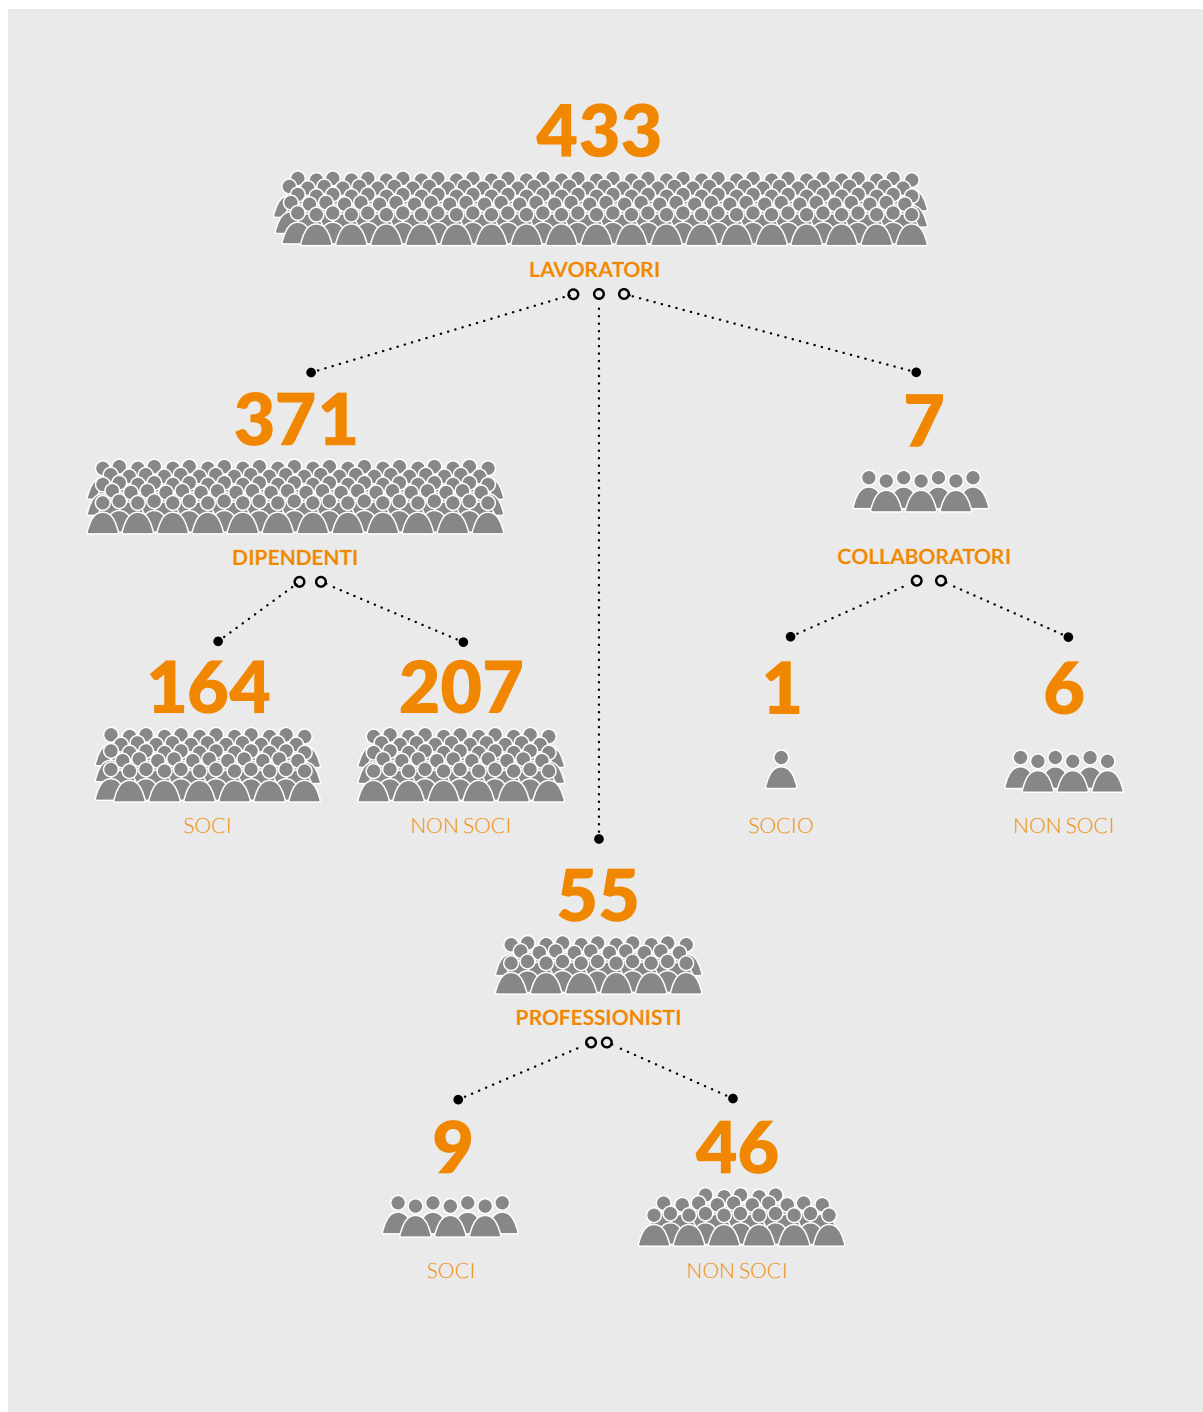 433
LAVORATORI
371
7
DIPENDENTI
COLLABORATORI
164
207
1
6
SOCI
NON SOCI
SOCIO
NON SOCI
55
PROFESSIONISTI
9
46
SOCI
NON SOCI